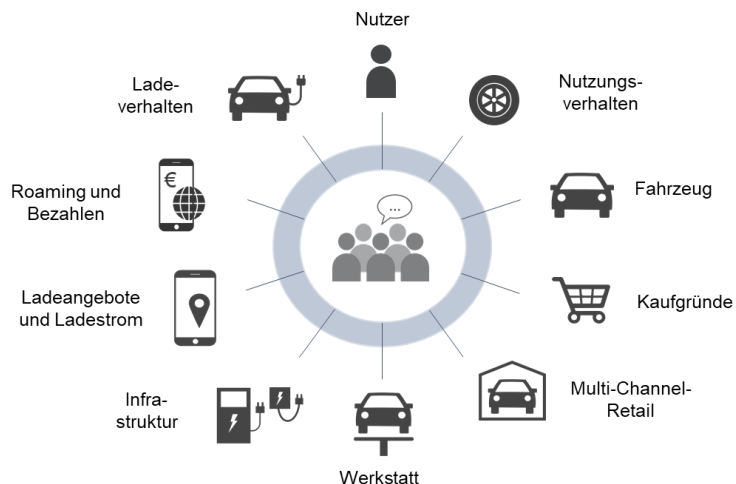 Nutzer
Nutzungs-
verhalten
Fahrzeug
Kaufgründe
Multi-Channel-
Retail
Werkstatt
Infra-
struktur
Ladeangebote
und Ladestrom
Roaming und
Bezahlen
€
Lade-
verhalten
...